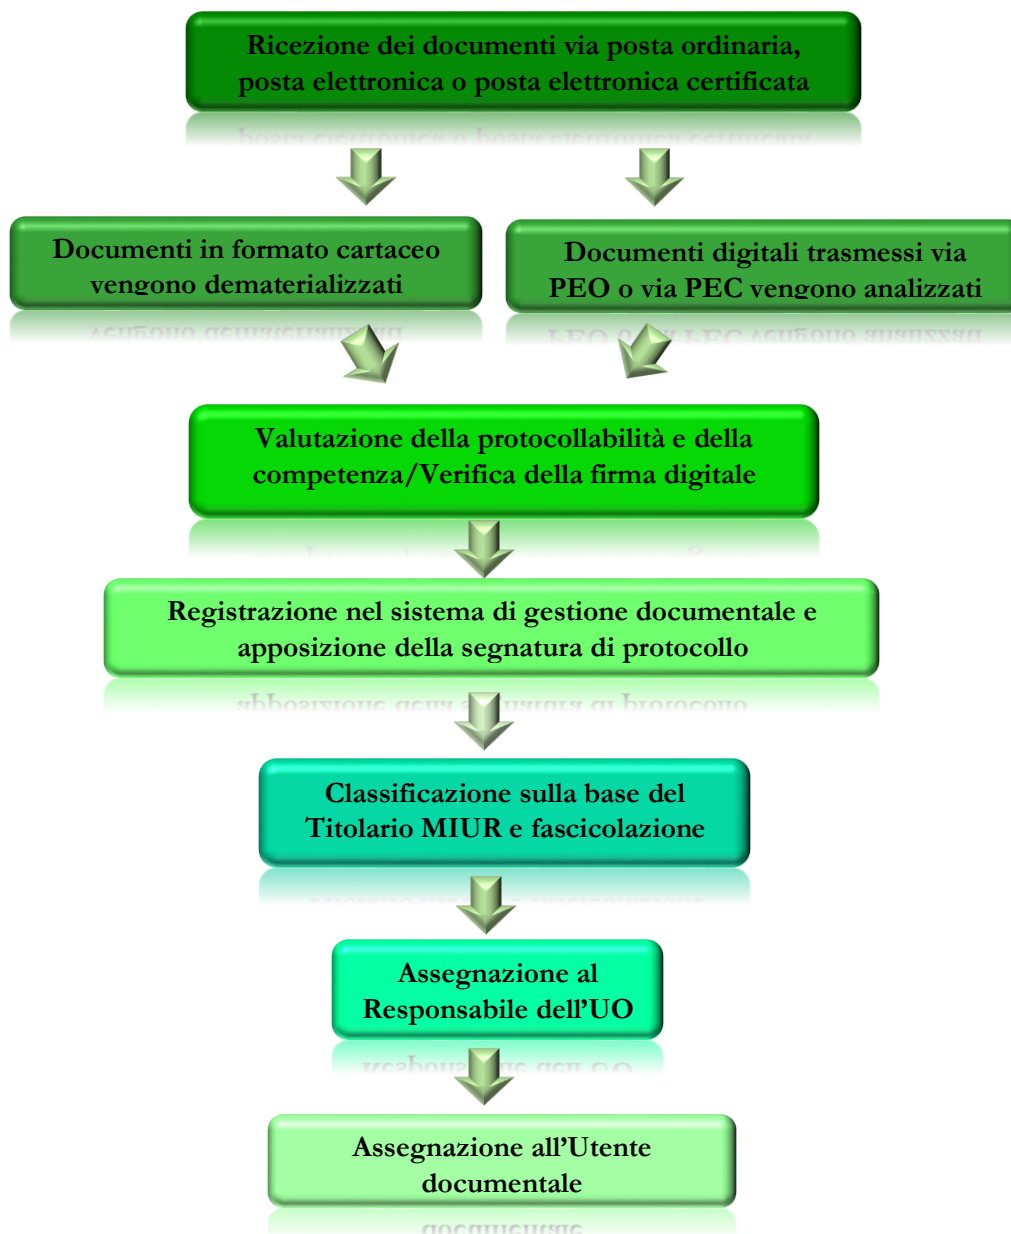 Ricezione dei documenti via posta ordinaria,
posta elettronica o posta elettronica certificata
Documenti in formato cartaceo
vengono dematerializzati
Documenti digitali trasmessi via
PEO o via PEC vengono analizzati
Valutazione della protocollabilità e della
competenza/Verifica della firma digitale
Registrazione nel sistema di gestione documentale e
apposizione della segnatura di protocollo
Classificazione sulla base del
Titolario MIUR e fascicolazione
Assegnazione al
Responsabile dell’UO
Assegnazione all’Utente
documentale